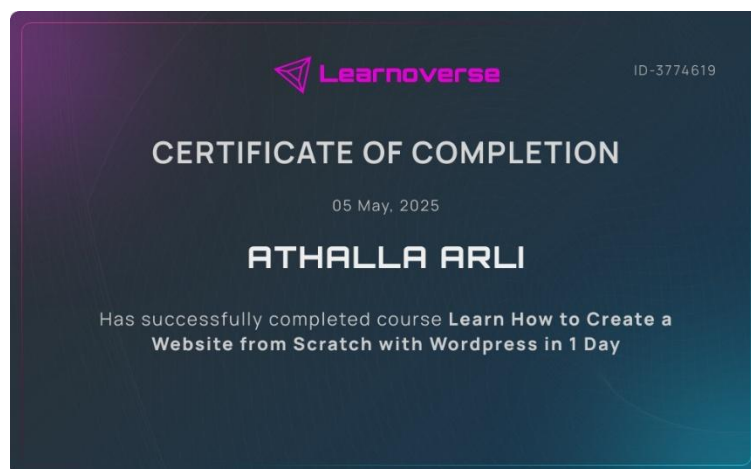 Learnoverse
ID-3774619
CERTIFICATE OF COMPLETION
05 May, 2025
ATHALLA ARLI
Has successfully completed course Learn How to Create a
Website from Scratch with Wordpress in 1 Day